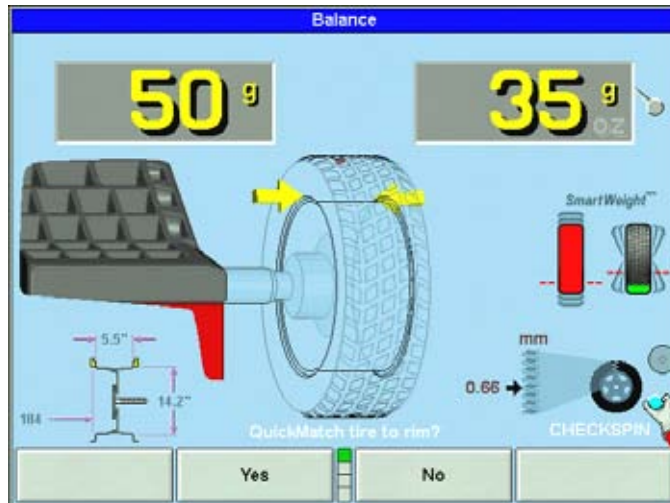 Balance
50 g
35 g
oz
SmartWeight™
5.5"
14.2"
184
mm
0.66
QuickMatch tire to rim?
CHECKSPIN
Yes
No